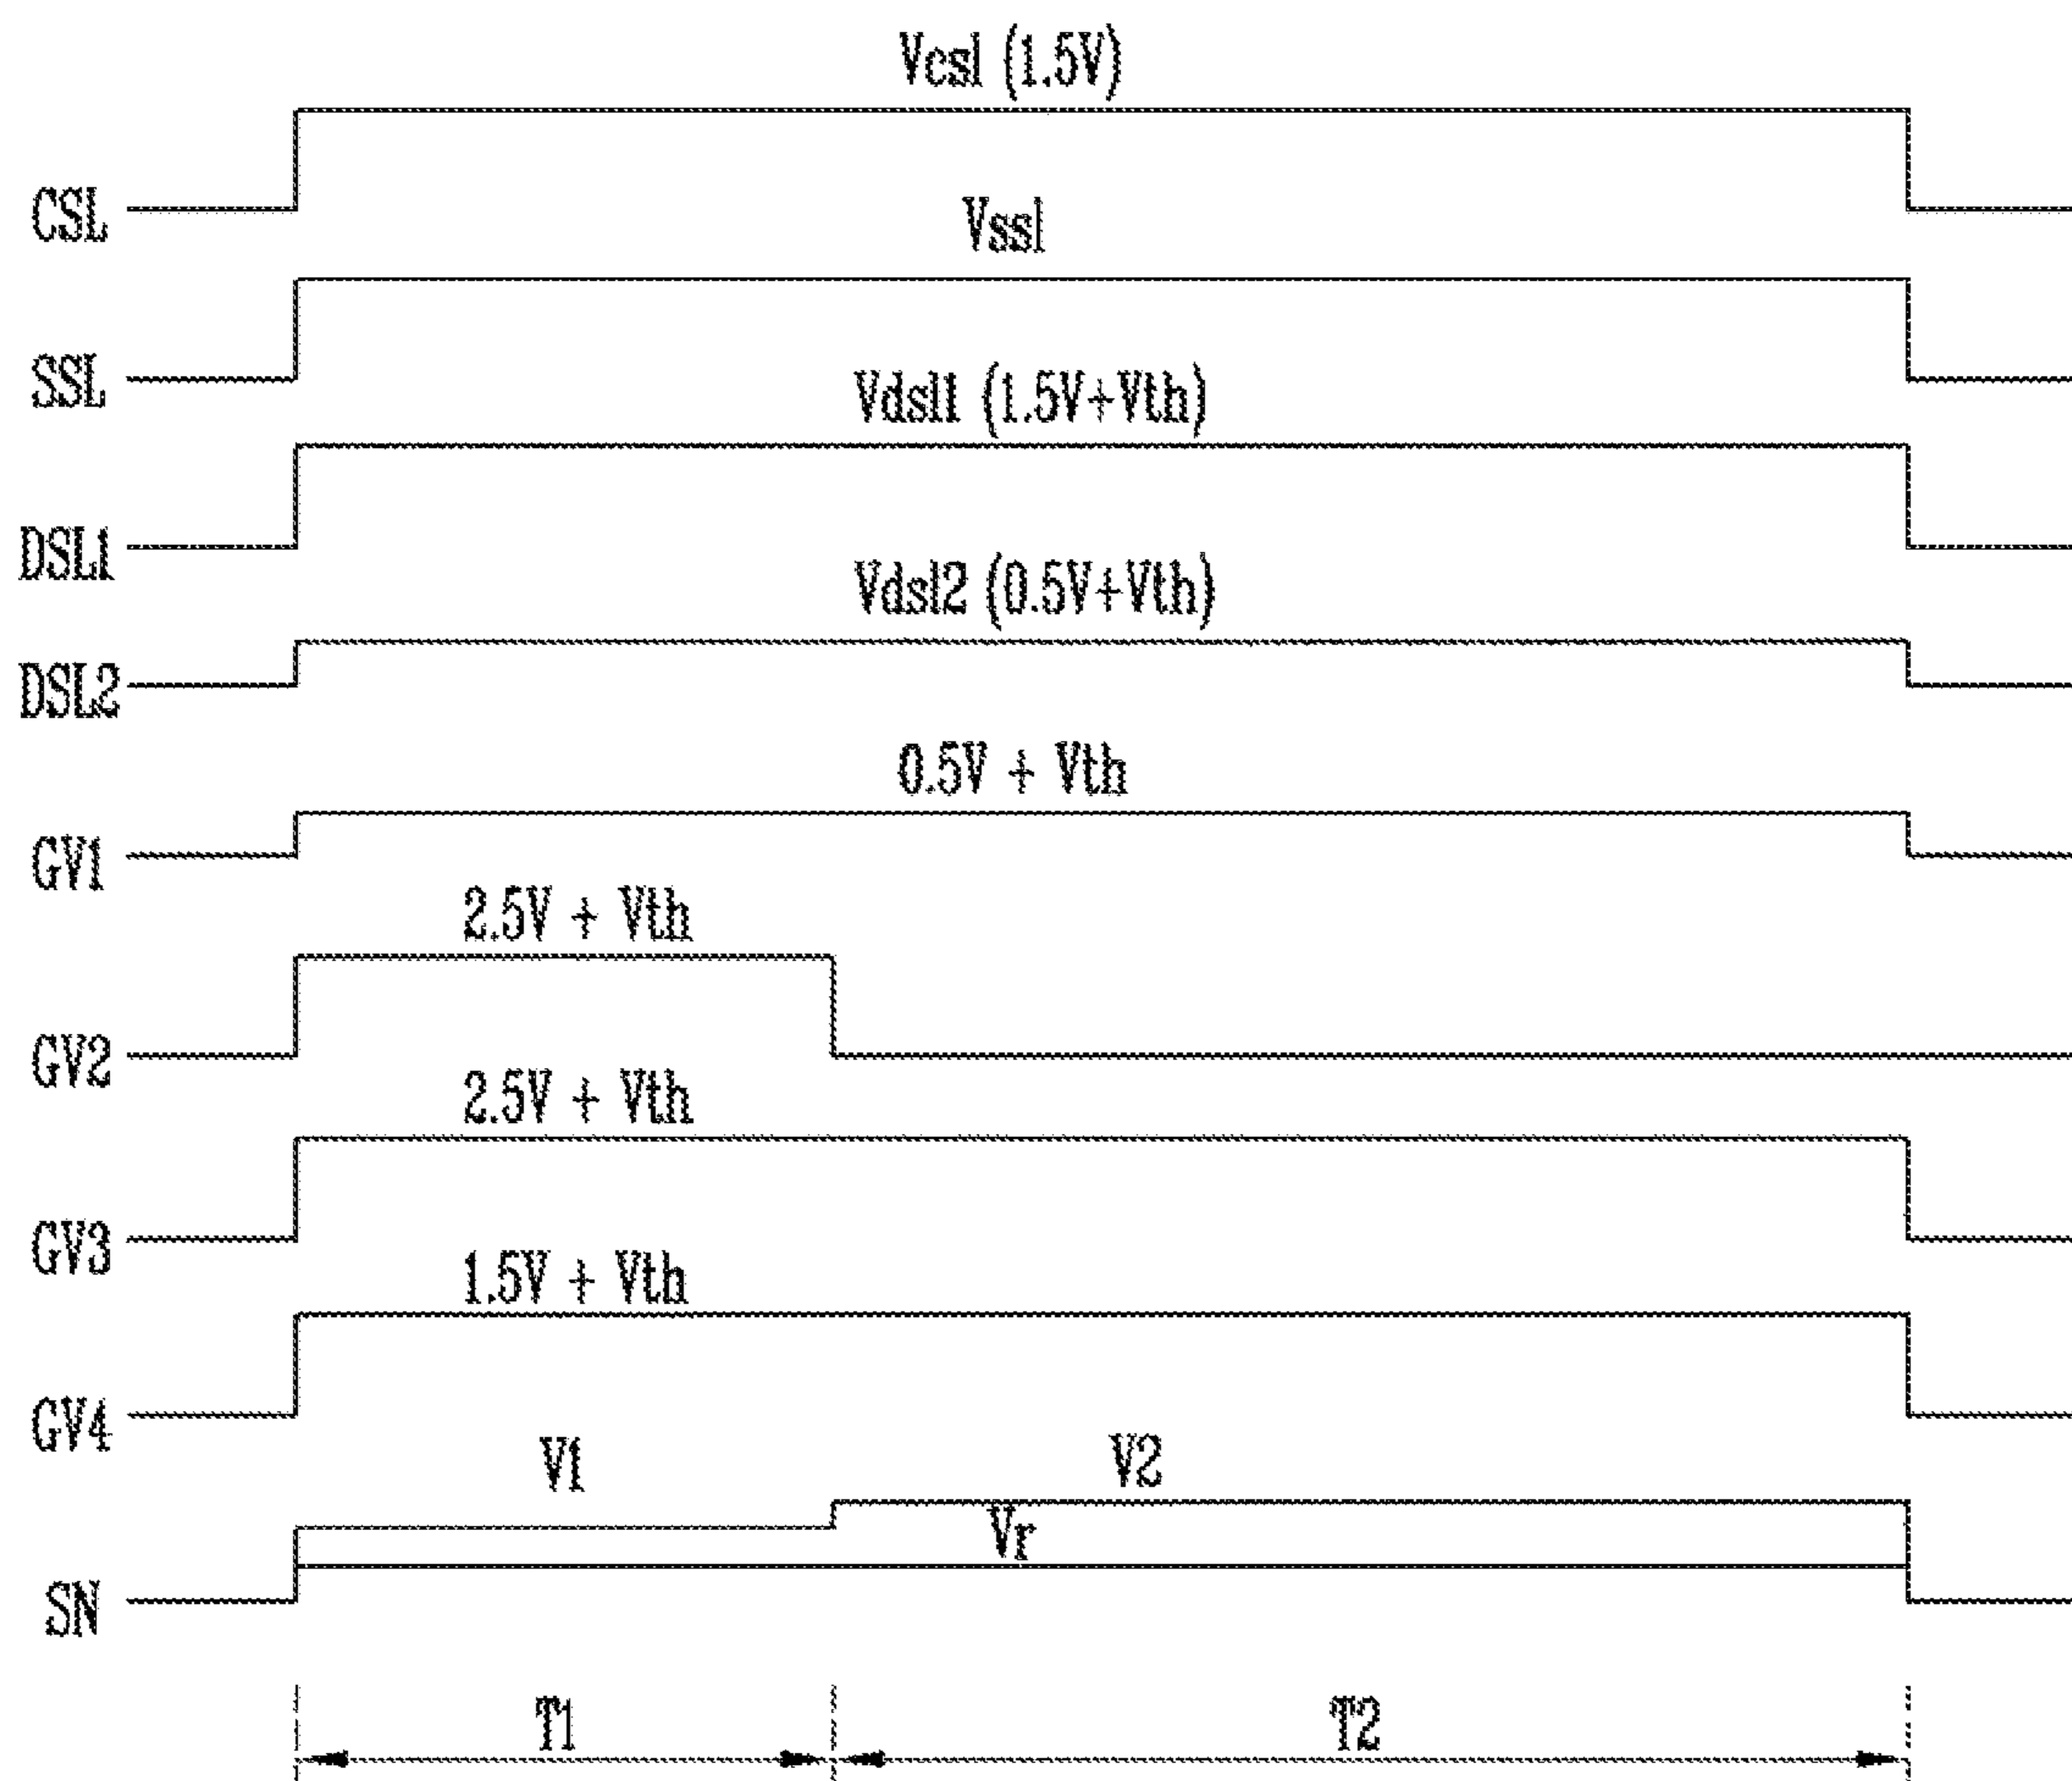 Vcsl (1.5V)
CSL
Vssl
SSL
Vdsl1 (1.5V+Vth)
DSL1
Vdsl2 (0.5V+Vth)
DSL2
0.5V + Vth
GV1
2.5V + Vth
GV2
2.5V + Vth
GV3
1.5V + Vth
GV4
V1 V2
Vr
SN
T1 T2